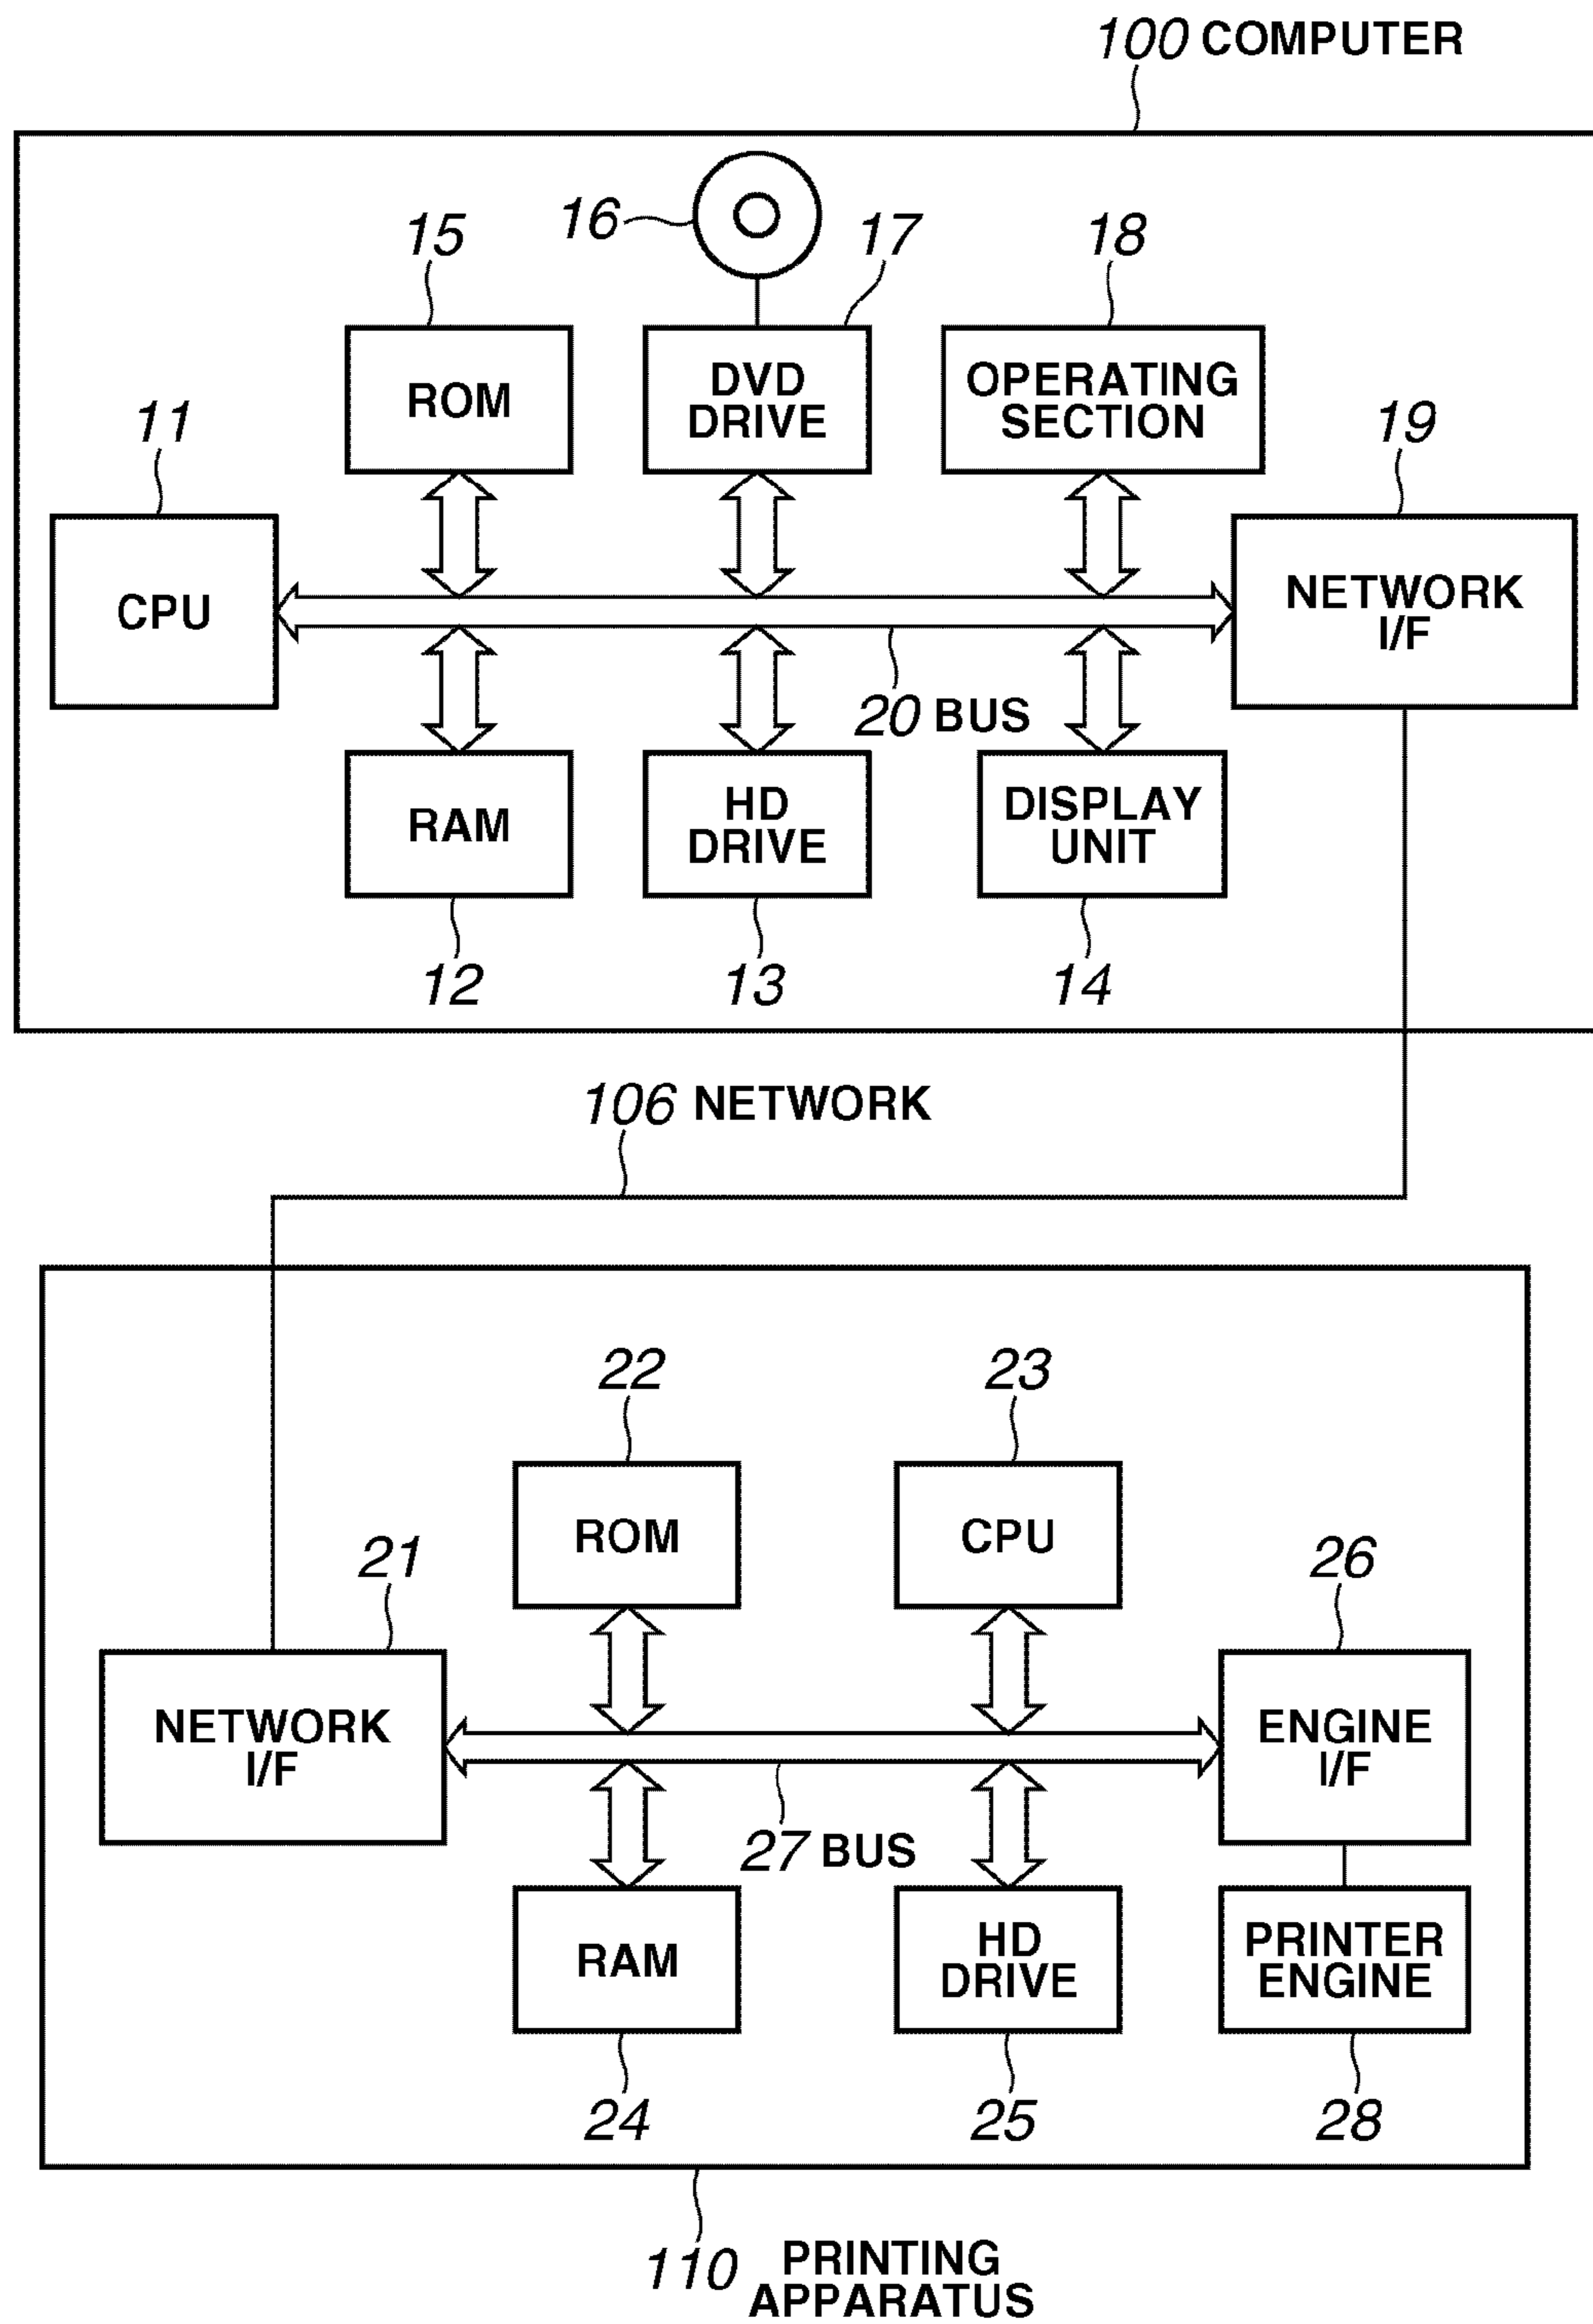 100 COMPUTER
16
15
17
18
ROM
DVD
DRIVE
OPERATING
SECTION
11
19
CPU
NETWORK
I/F
20 BUS
RAM
HD
DRIVE
DISPLAY
UNIT
12
13
14
106 NETWORK
22
23
ROM
CPU
21
26
NETWORK
I/F
ENGINE
I/F
27 BUS
RAM
HD
DRIVE
PRINTER
ENGINE
24
25
28
110 PRINTING
APPARATUS